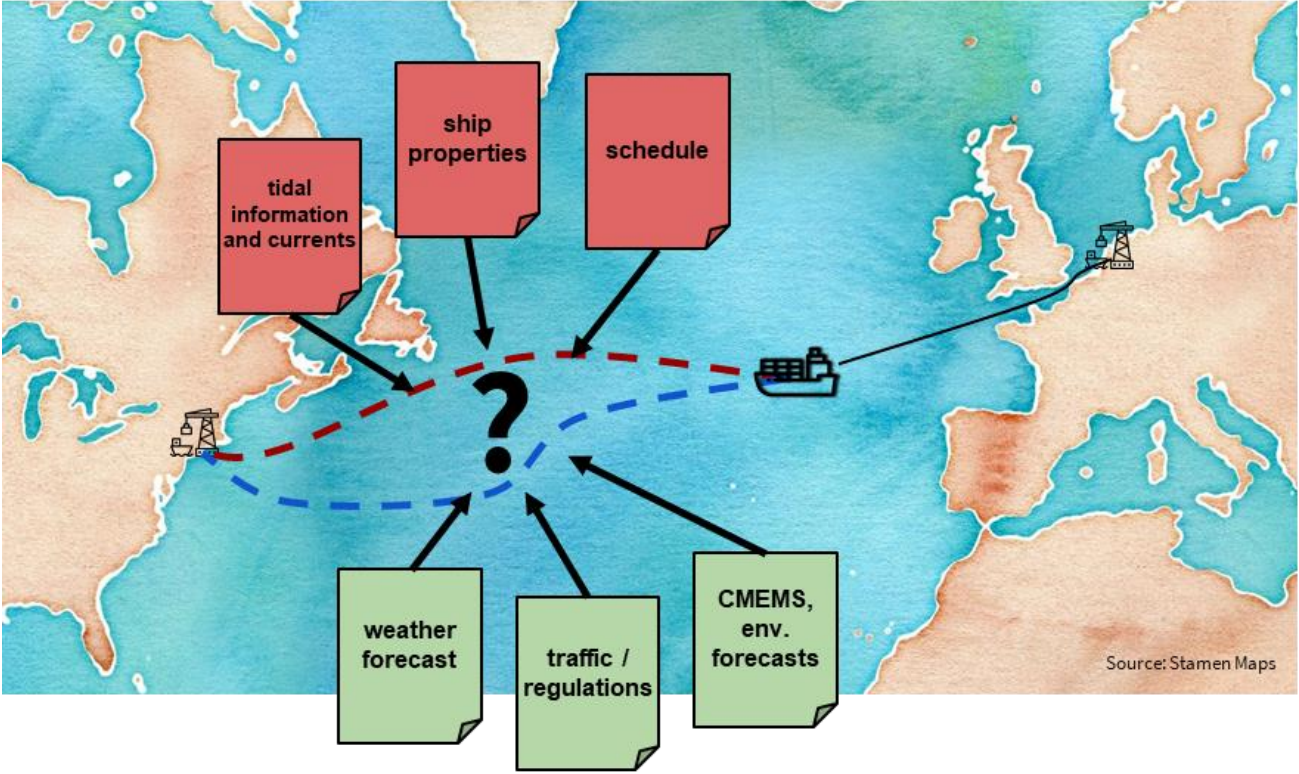 ship
properties
schedule
tidal
information
and currents
?
weather
forecast
traffic /
regulations
CMEMS,
env.
forecasts
Source: Stamen Maps